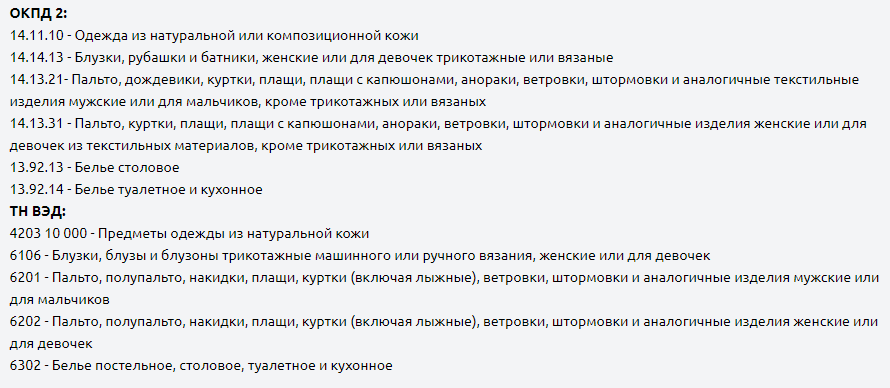 ОКПД 2:
14.11.10 - Одежда из натуральной или композиционной кожи
14.14.13 - Блузки, рубашки и батники, женские или для девочек трикотажные или вязаные
14.13.21- Пальто, дождевики, куртки, плащи, плащи с капюшонами, анораки, ветровки, штормовки и аналогичные текстильные
изделия мужские или для мальчиков, кроме трикотажных или вязаных
14.13.31 - Пальто, куртки, плащи, плащи с капюшонами, анораки, ветровки, штормовки и аналогичные изделия женские или для
девочек из текстильных материалов, кроме трикотажных или вязаных
13.92.13 - Белье столовое
13.92.14 - Белье туалетное и кухонное
ТН ВЭД:
4203 10 000 - Предметы одежды из натуральной кожи
6106 - Блузки, блузы и блузоны трикотажные машинного или ручного вязания, женские или для девочек
6201 - Пальто, полупальто, накидки, плащи, куртки (включая лыжные), ветровки, штормовки и аналогичные изделия мужские или
для мальчиков
6202 - Пальто, полупальто, накидки, плащи, куртки (включая лыжные), ветровки, штормовки и аналогичные изделия женские или
для девочек
6302 - Белье постельное, столовое, туалетное и кухонное